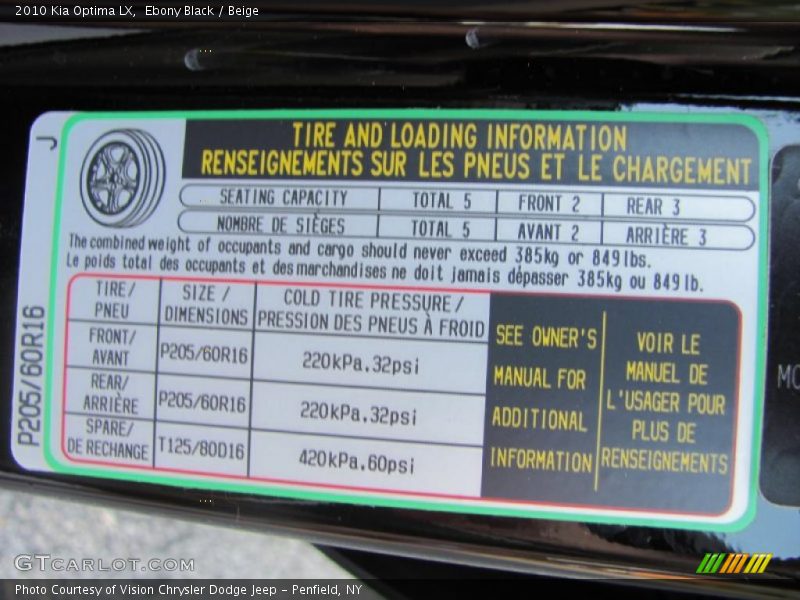 2010 Kia Optima LX, Ebony Black / Beige
J
P205/60R16
TIRE AND LOADING INFORMATION
RENSEIGNEMENTS SUR LES PNEUS ET LE CHARGEMENT
SEATING CAPACITY TOTAL 5 FRONT 2 REAR 3
NOMBRE DE SIÈGES TOTAL 5 AVANT 2 ARRIÈRE 3
The combined weight of occupants and cargo should never exceed 385kg or 849 lbs.
Le poids total des occupants et des marchandises ne doit jamais dépasser 385kg ou 849 lb.
TIRE/
PNEU
SIZE /
DIMENSIONS
COLD TIRE PRESSURE /
PRESSION DES PNEUS À FROID
FRONT/
AVANT
P205/60R16
220kPa.32psi
REAR/
ARRIÈRE
P205/60R16
220kPa.32psi
SPARE/
DE RECHANGE
T125/80D16
420kPa.60psi
SEE OWNER'S
MANUAL FOR
ADDITIONAL
INFORMATION
VOIR LE
MANUEL DE
L'USAGER POUR
PLUS DE
RENSEIGNEMENTS
GTCARLOT.COM
Photo Courtesy of Vision Chrysler Dodge Jeep – Penfield, NY